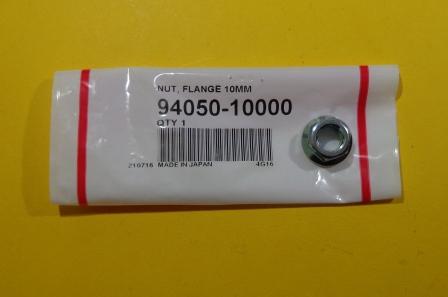 NUT, FLANGE 10MM
94050-10000
QTY 1
210716 MADE IN JAPAN 4G16